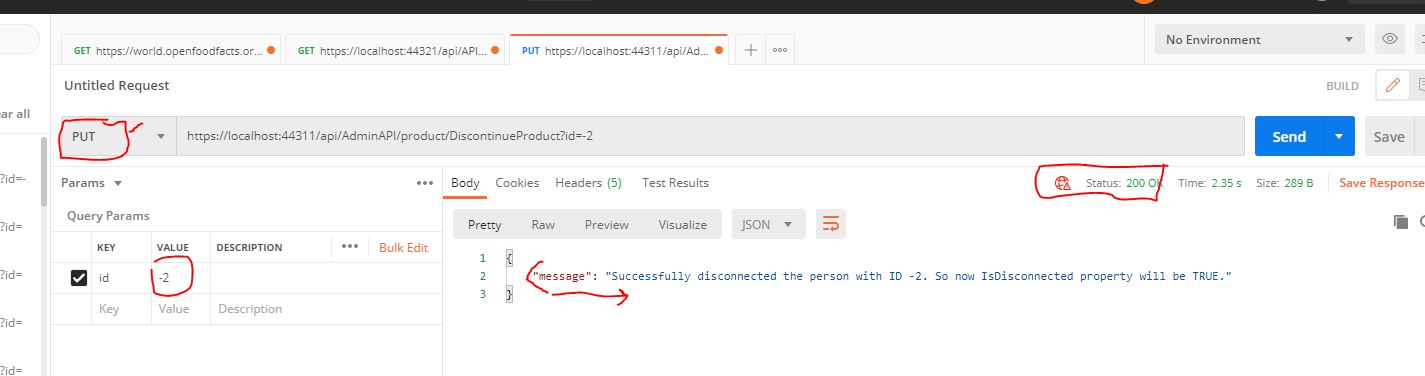 GET https://world.openfoodfacts.or... GET https://localhost:44321/api/API... PUT https://localhost:44311/api/Ad... + ••• No Environment
Untitled Request BUILD
ear all
PUT https://localhost:44311/api/AdminAPI/product/DiscontinueProduct?id=-2 Send Save
?id=-
Params ••• Body Cookies Headers (5) Test Results Status: 200 OK Time: 2.35 s Size: 289 B Save Response
Query Params Pretty Raw Preview Visualize JSON
?id=
KEY VALUE DESCRIPTION ••• Bulk Edit
1 {
?id=
id -2
2 "message": "Successfully disconnected the person with ID -2. So now IsDisconnected property will be TRUE."
3 }
Key Value Description
?id=
?id=